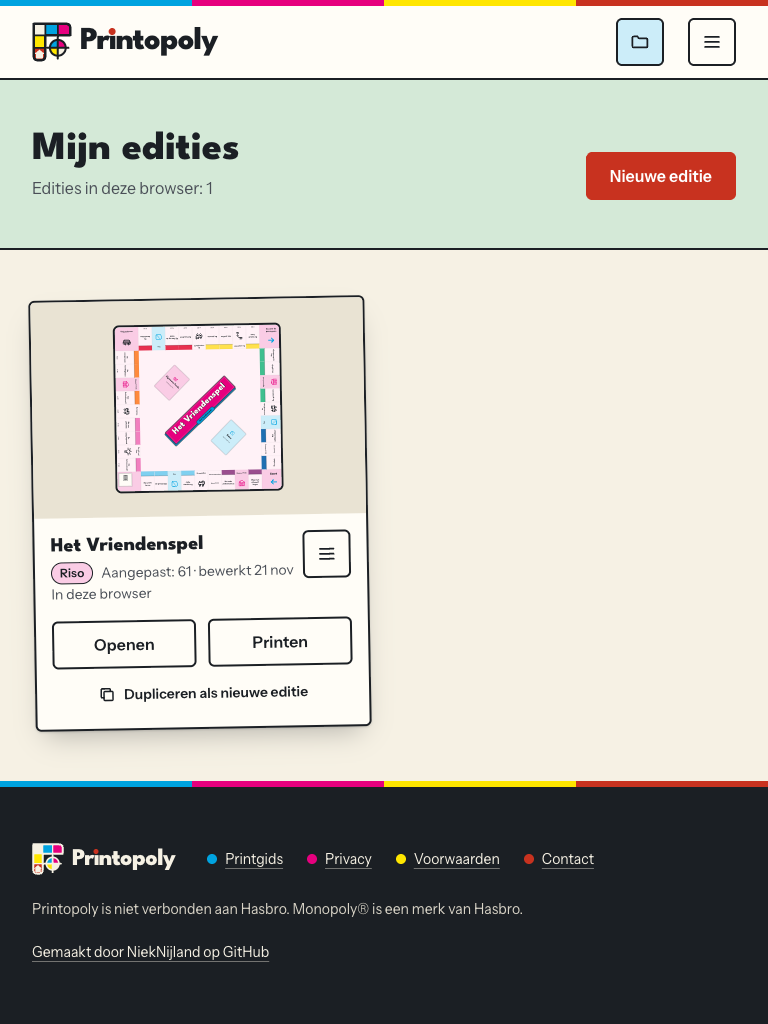 Printopoly
Mijn edities
Edities in deze browser: 1
Nieuwe editie
Het Vriendenspel
Het Vriendenspel
Riso
Aangepast: 61 · bewerkt 21 nov
In deze browser
Openen
Printen
Dupliceren als nieuwe editie
Printopoly
Printgids
Privacy
Voorwaarden
Contact
Printopoly is niet verbonden aan Hasbro. Monopoly® is een merk van Hasbro.
Gemaakt door NiekNijland op GitHub